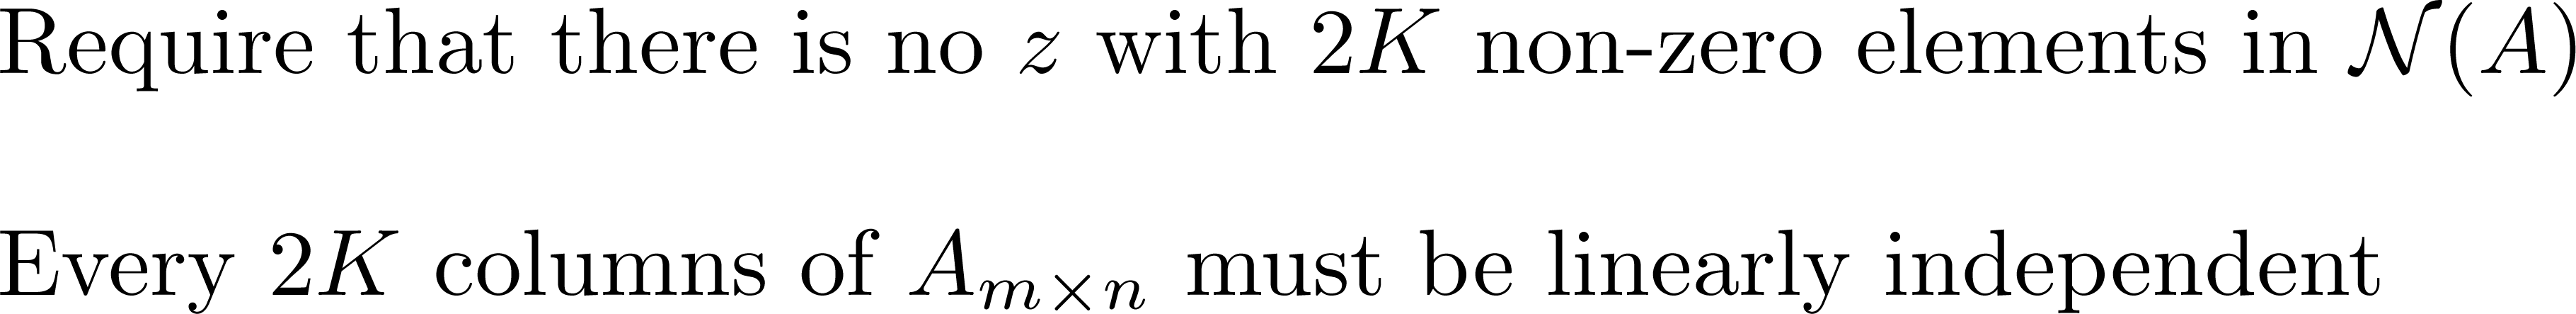 Require that there is no z with 2K non-zero elements in 𝒩(A)
Every 2K columns of A_{m×n} must be linearly independent